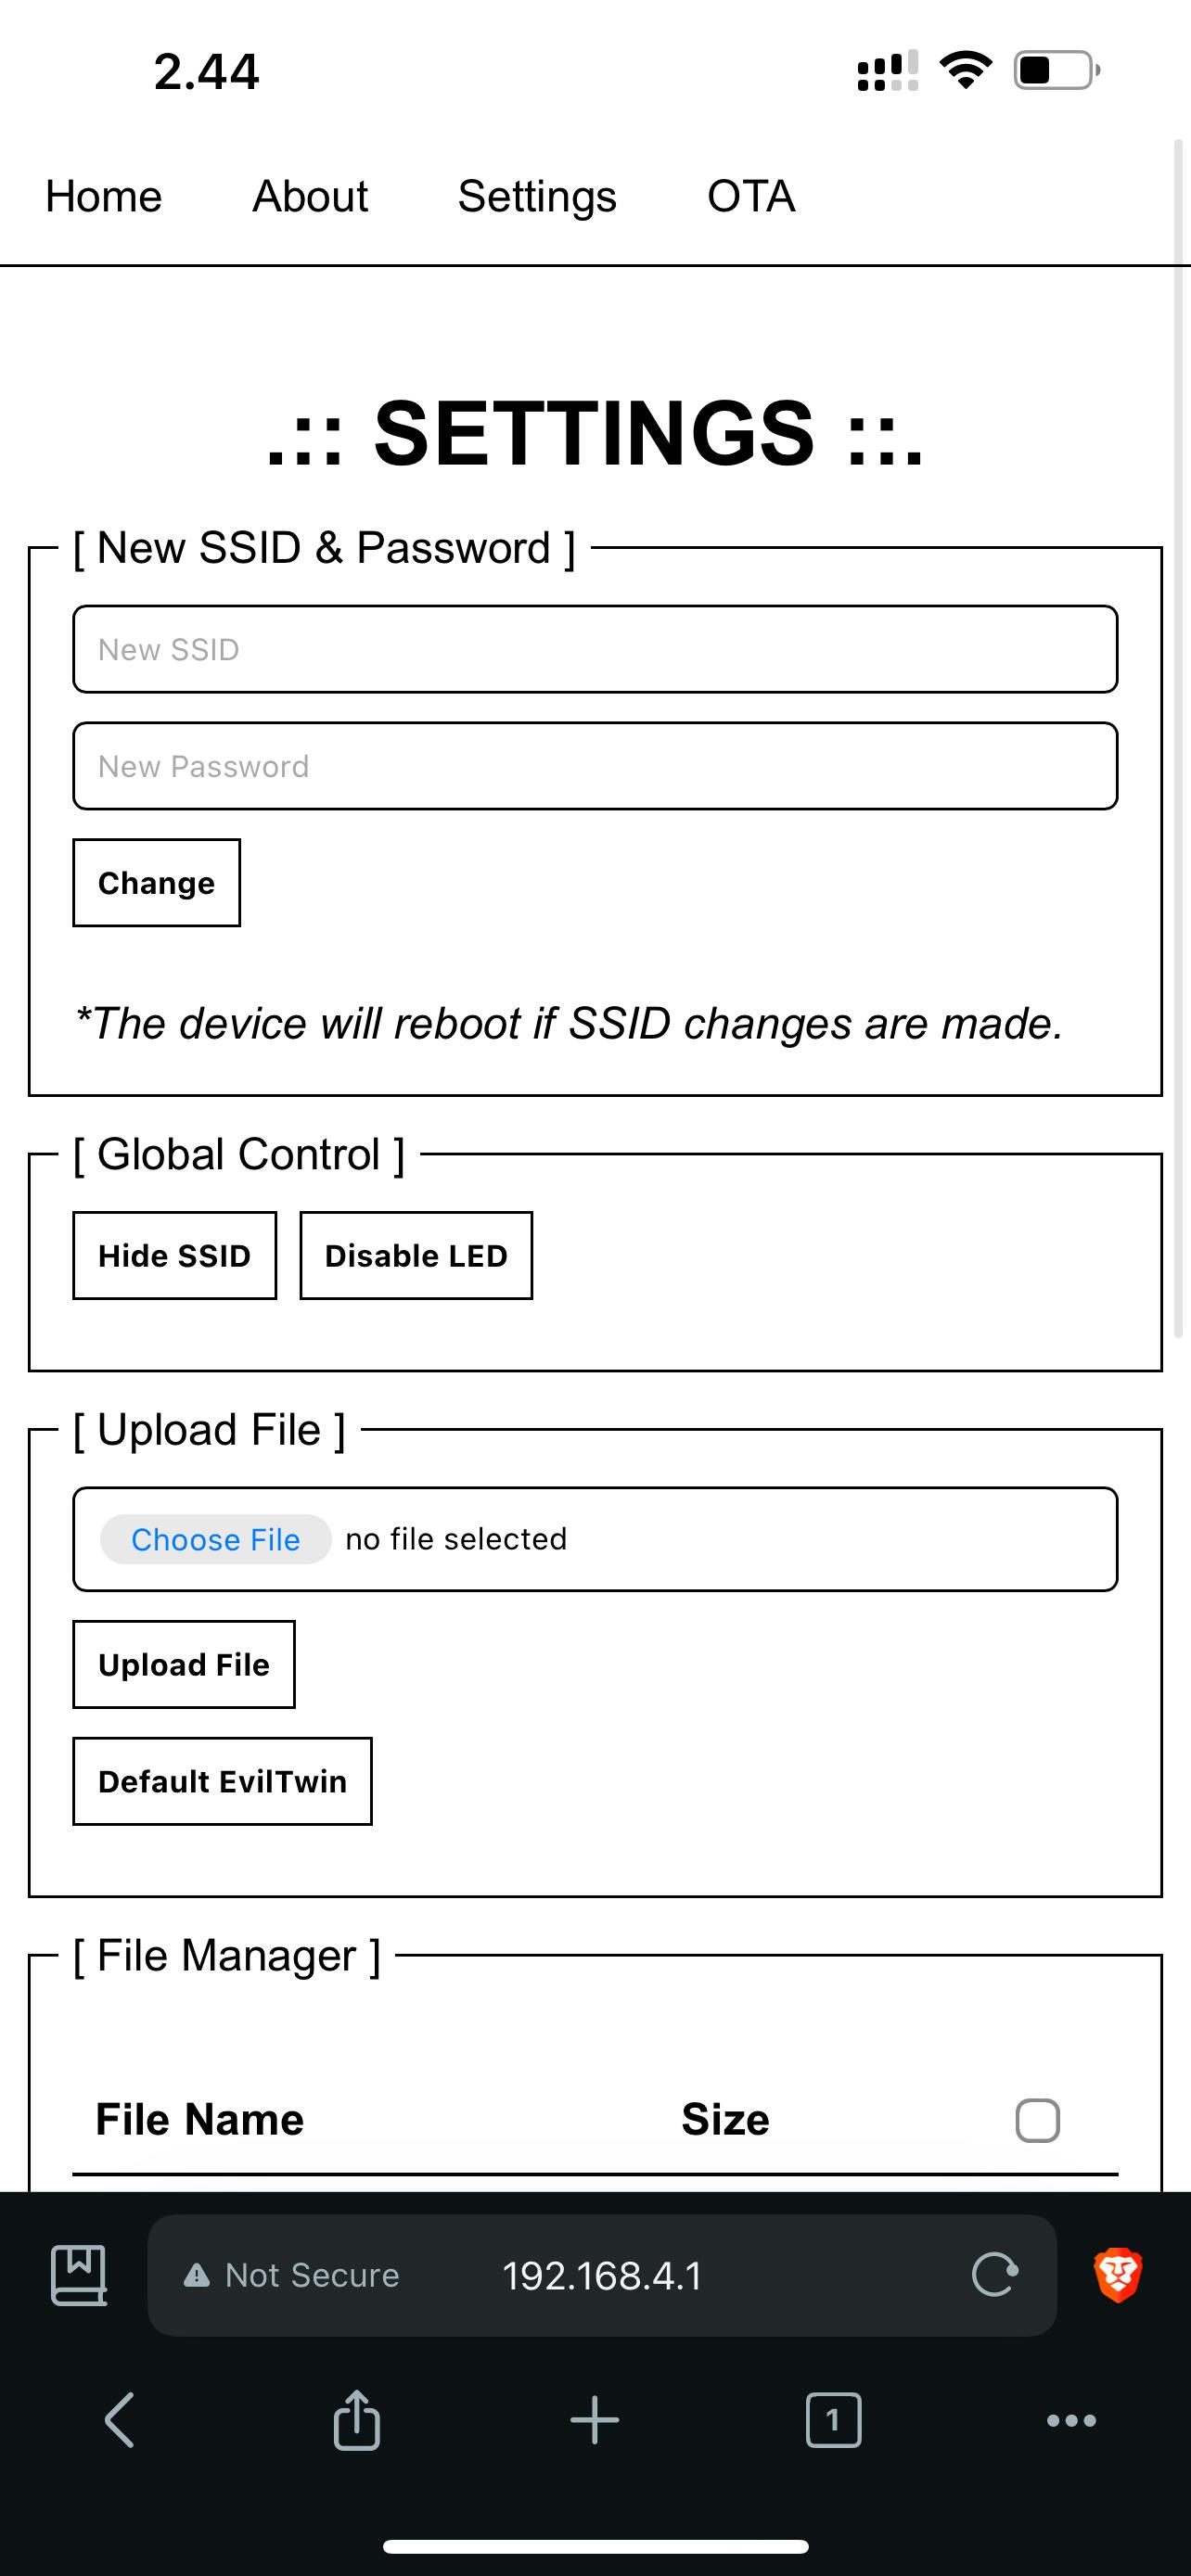 2.44
Home About Settings OTA
.:: SETTINGS ::.
[ New SSID & Password ]
New SSID
New Password
Change
*The device will reboot if SSID changes are made.
[ Global Control ]
Hide SSID Disable LED
[ Upload File ]
Choose File no file selected
Upload File
Default EvilTwin
[ File Manager ]
File Name Size
Not Secure 192.168.4.1
1